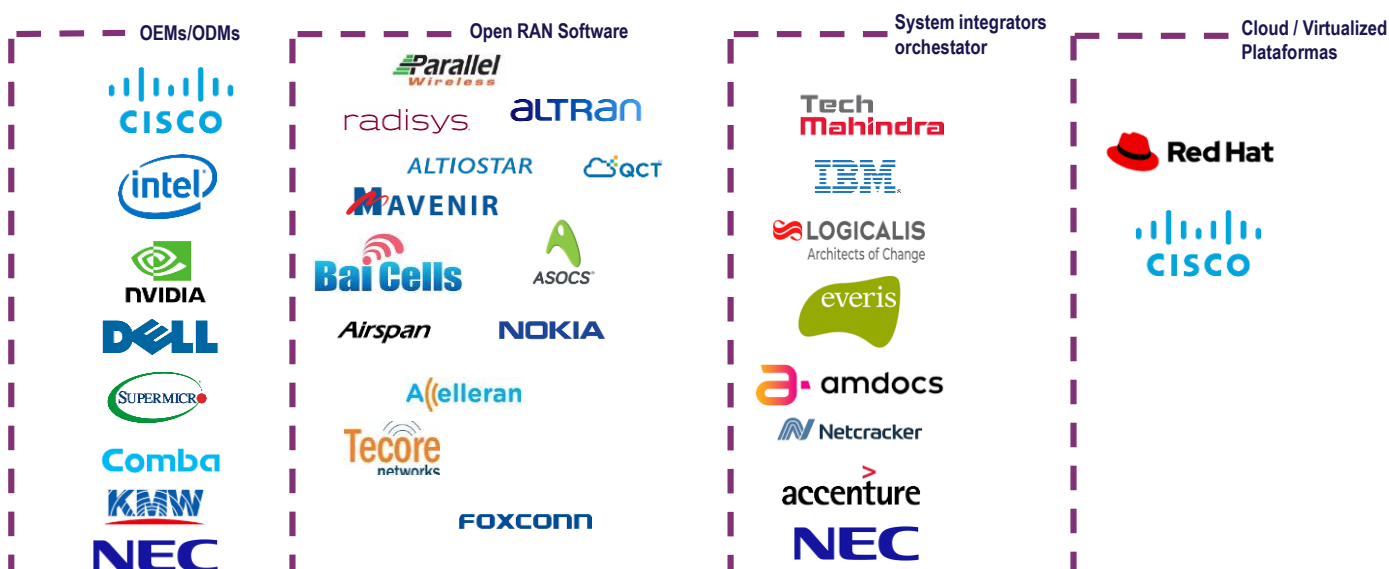 OEMs/ODMs
CISCO
intel
NVIDIA
DELL
SUPERMICRO
Comba
KMW
NEC
Open RAN Software
Parallel
Wireless
radisys.
aLTRan
ALTIOSTAR
QCT
MAVENIR
Bai Cells
ASOCS
Airspan
NOKIA
Accelleran
Tecore
networks
FOXCONN
System integrators
orchestator
Tech
Mahindra
IBM
LOGICALIS
Architects of Change
everis
amdocs
Netcracker
accenture
NEC
Cloud / Virtualized
Plataformas
Red Hat
CISCO